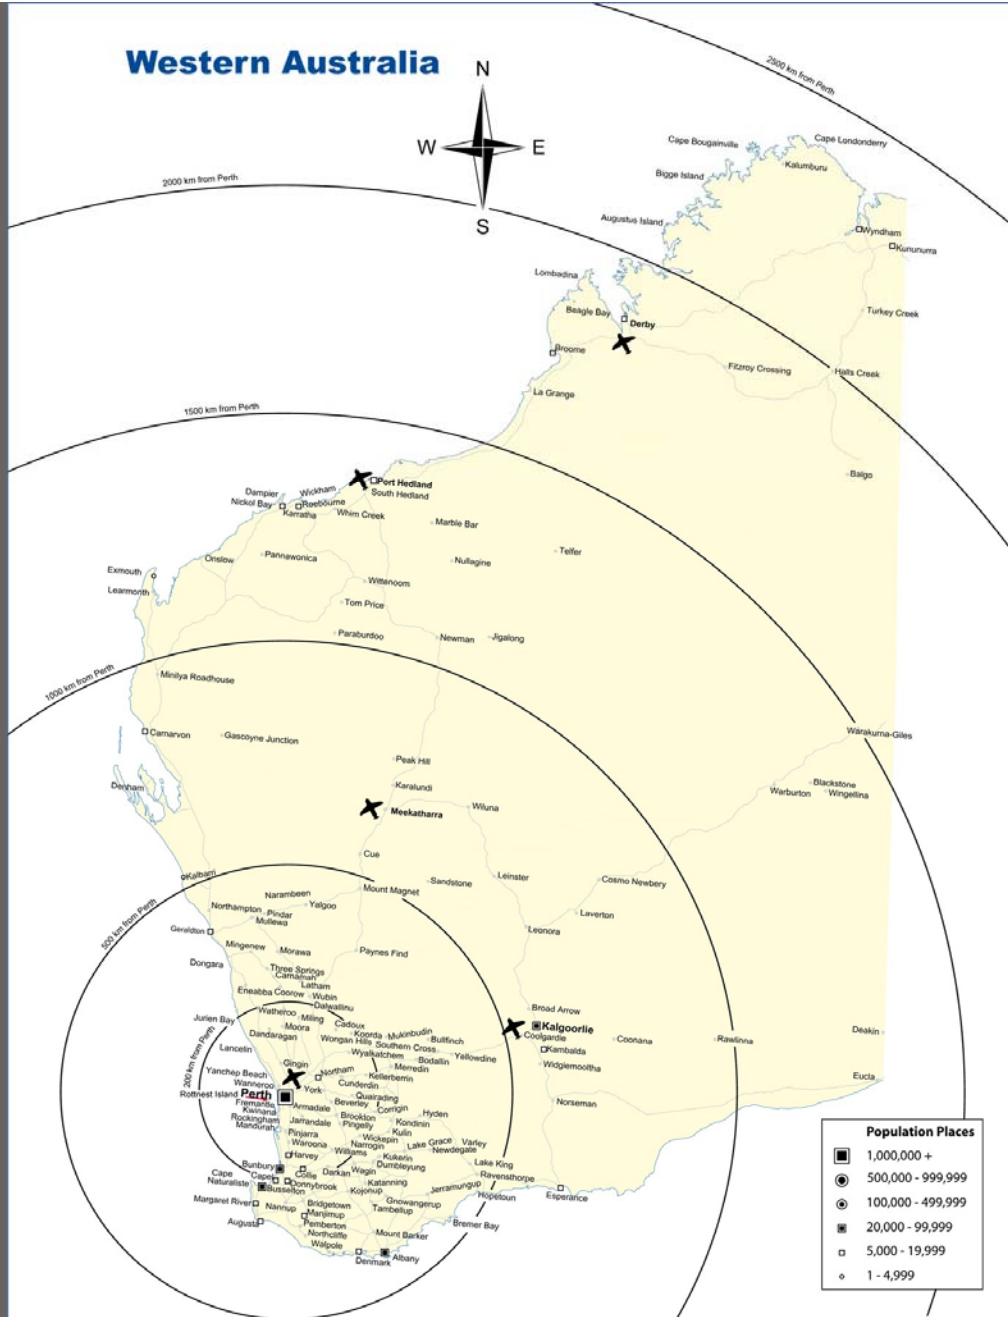 Western Australia
N
W
E
S
2500 km from Perth
2000 km from Perth
1500 km from Perth
1000 km from Perth
500 km from Perth
200 km from Perth
Cape Bougainville
Cape Londonderry
Kalumburu
Bigge Island
Augustus Island
Wyndham
Kununurra
Lombadina
Beagle Bay
Derby
Turkey Creek
Broome
Fitzroy Crossing
Halls Creek
La Grange
Balgo
Port Hedland
South Hedland
Dampier
Wickham
Nickol Bay
Roebourne
Karratha
Whim Creek
Marble Bar
Onslow
Pannawonica
Nullagine
Telfer
Exmouth
Learmonth
Wittenoom
Tom Price
Paraburdoo
Newman
Jigalong
Minilya Roadhouse
Carnarvon
Gascoyne Junction
Warakurna-Giles
Peak Hill
Karalundi
Denham
Meekatharra
Wiluna
Warburton
Blackstone
Wingellina
Cue
Kalbarri
Mount Magnet
Sandstone
Leinster
Cosmo Newbery
Narambeen
Northampton
Pindar
Yalgoo
Mullewa
Laverton
Geraldton
Leonora
Mingenew
Morawa
Paynes Find
Dongara
Three Springs
Carnamah
Latham
Eneabba
Coorow
Wubin
Dalwallinu
Broad Arrow
Jurien Bay
Watheroo
Miling
Cadoux
Kalgoorlie
Coolgardie
Moora
Koorda
Mukinbudin
Bullfinch
Dandaragan
Wongan Hills
Southern Cross
Coonana
Rawlinna
Deakin
Lancelin
Wyalkatchem
Bodallin
Yellowdine
Kambalda
Gingin
Merredin
Widgiemooltha
Yanchep Beach
Northam
Kellerberrin
Eucla
Wanneroo
Cunderdin
Rottnest Island
Perth
York
Quairading
Norseman
Fremantle
Armadale
Beverley
Corrigin
Kwinana
Hyden
Rockingham
Jarrandale
Brookton
Kondinin
Mandurah
Pingelly
Pinjarra
Kulin
Waroona
Wickepin
Narrogin
Lake Grace
Varley
Harvey
Williams
Newdegate
Kukerin
Bunbury
Dumbleyung
Lake King
Cape
Naturaliste
Capel
Collie
Darkan
Wagin
Ravensthorpe
Donnybrook
Katanning
Busselton
Kojonup
Jerramungup
Hopetoun
Esperance
Margaret River
Nannup
Bridgetown
Gnowangerup
Manjimup
Tambellup
Augusta
Pemberton
Bremer Bay
Northcliffe
Walpole
Mount Barker
Denmark
Albany
Population Places
1,000,000 +
500,000 - 999,999
100,000 - 499,999
20,000 - 99,999
5,000 - 19,999
1 - 4,999